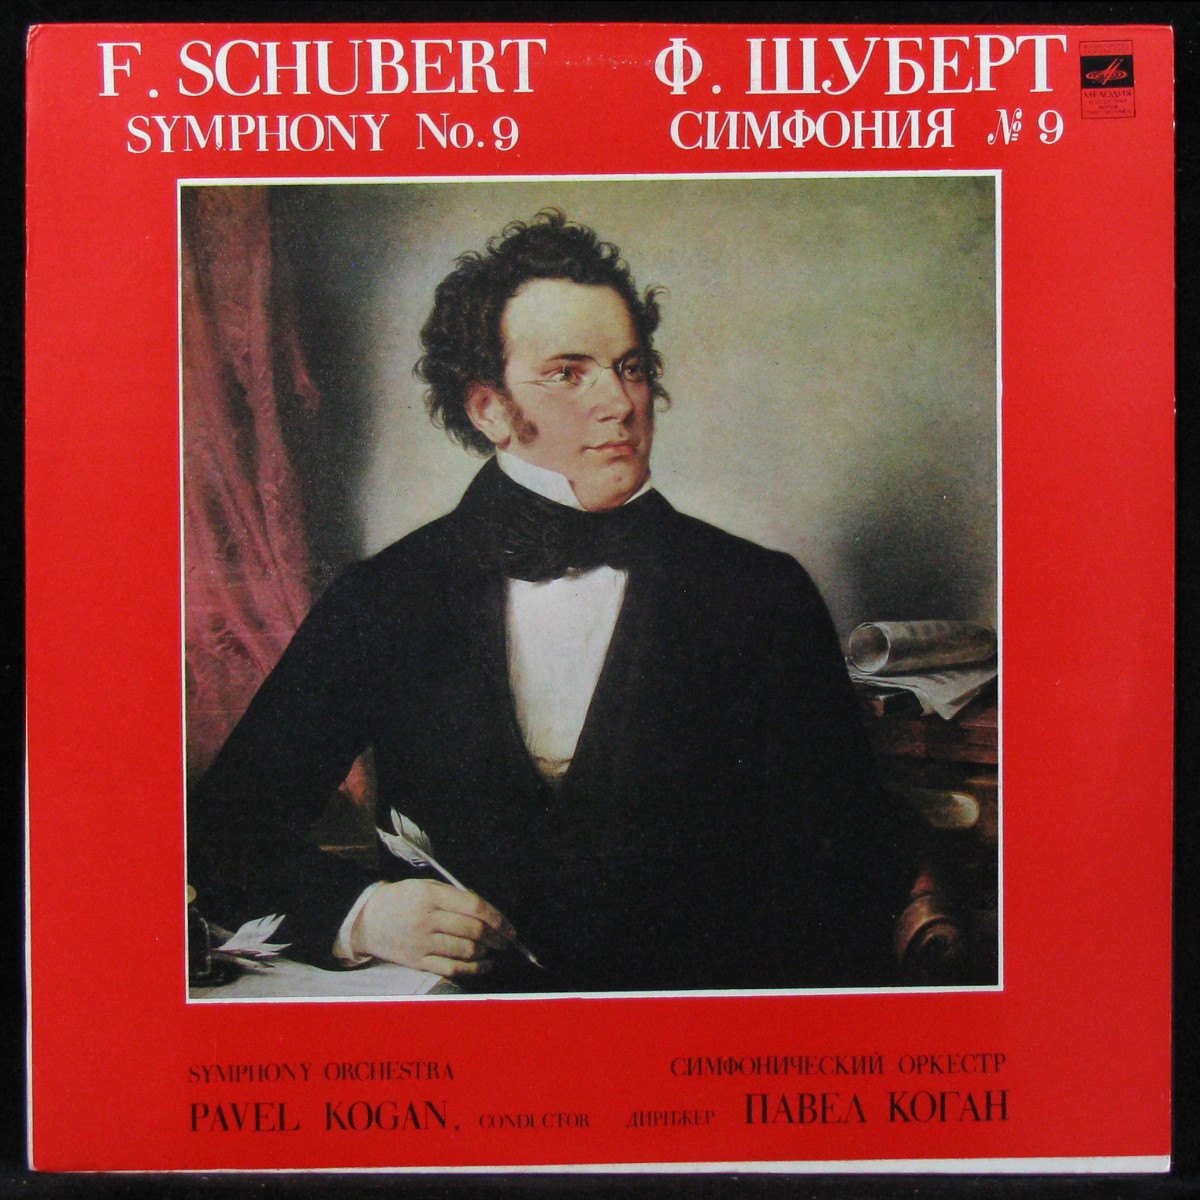 F. SCHUBERT
SYMPHONY No. 9
Ф. ШУБЕРТ
СИМФОНИЯ № 9
МЕЛОДИЯ
SYMPHONY ORCHESTRA
PAVEL KOGAN, CONDUCTOR
СИМФОНИЧЕСКИЙ ОРКЕСТР
ДИРИЖЕР ПАВЕЛ КОГАН